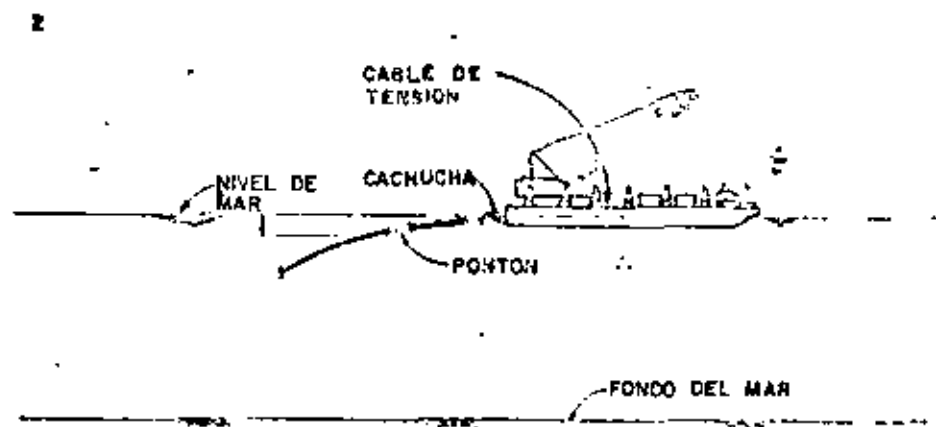 2
CABLE DE
TENSION
NIVEL DE
MAR
CACHUCHA
PONTON
FONDO DEL MAR